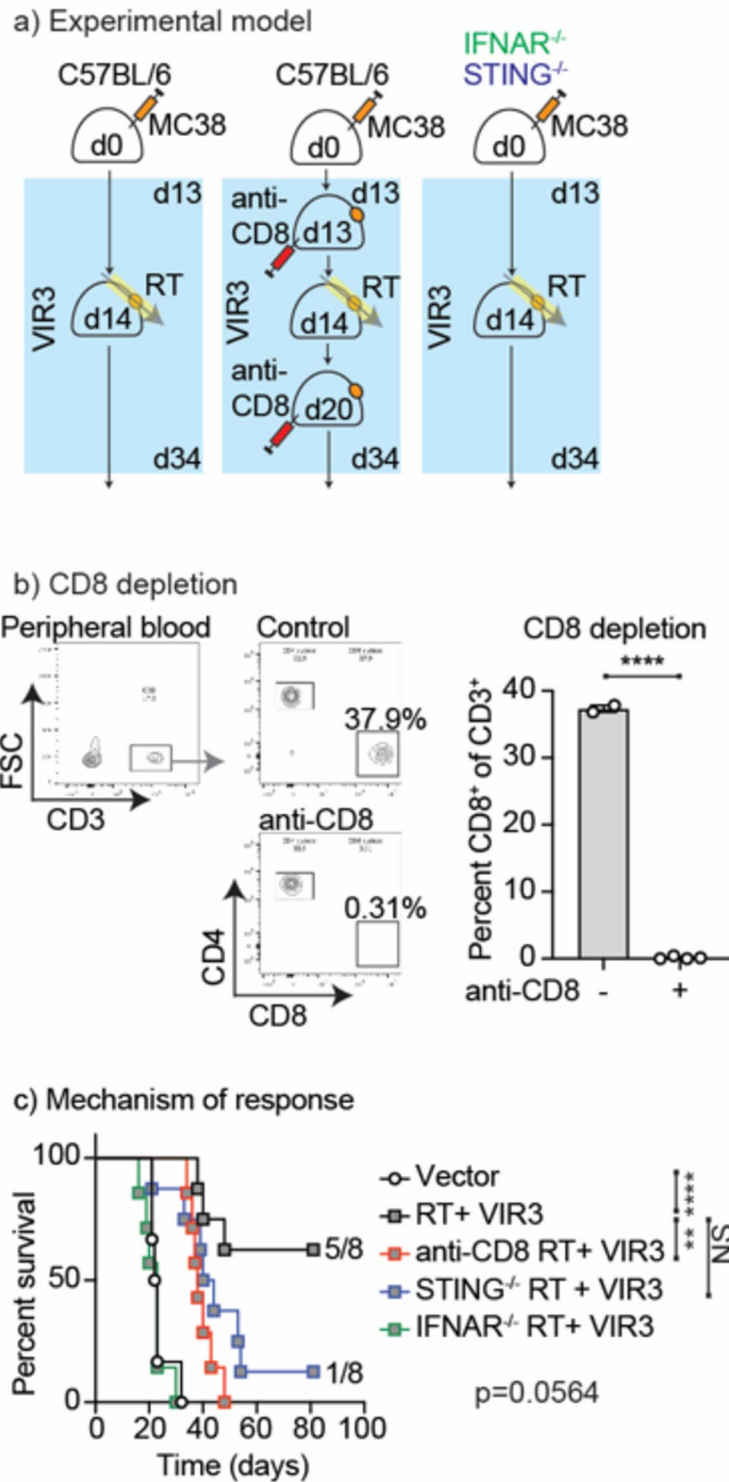 a) Experimental model
C57BL/6
MC38
d0
d13
VIR3
RT
d14
d34
C57BL/6
MC38
d0
d13
anti-
CD8
d13
VIR3
RT
d14
anti-
CD8
d20
d34
IFNAR-/-
STING-/-
MC38
d0
d13
VIR3
RT
d14
d34
b) CD8 depletion
Peripheral blood
FSC
CD3
Control
37.9%
anti-CD8
0.31%
CD4
CD8
CD8 depletion
****
Percent CD8+ of CD3+
40
30
20
10
0
anti-CD8 - +
c) Mechanism of response
Percent survival
100
50
0
0 20 40 60 80 100
Time (days)
5/8
1/8
Vector
RT+ VIR3
anti-CD8 RT+ VIR3
STING-/- RT + VIR3
IFNAR-/- RT+ VIR3
****
**
NS
p=0.0564